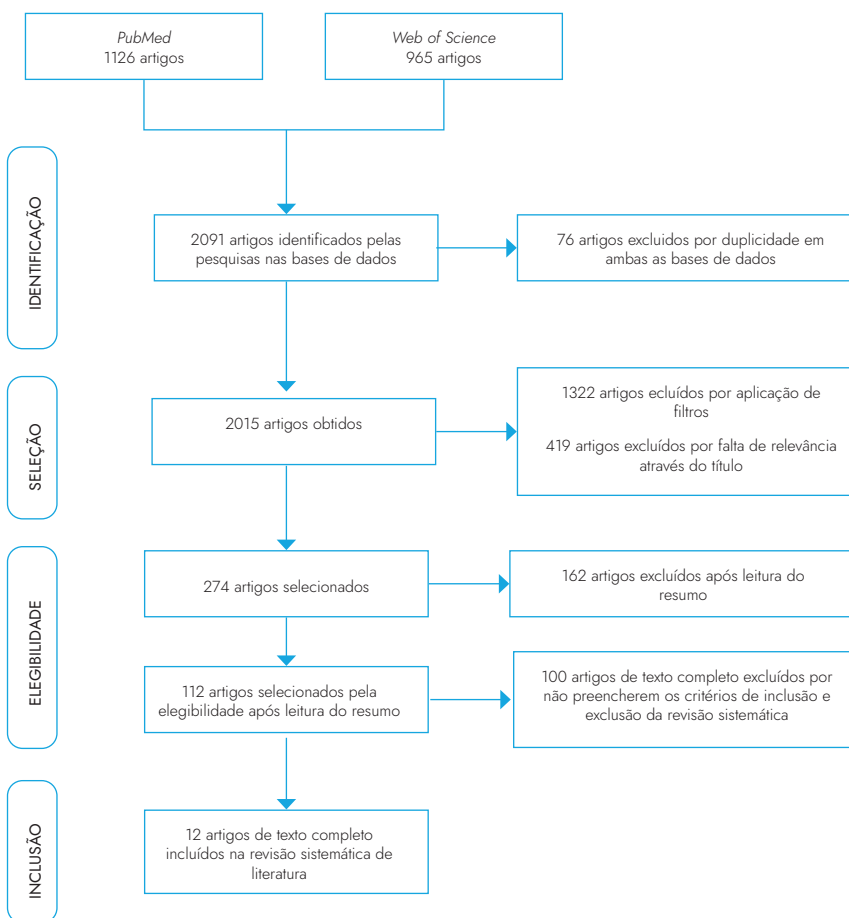 PubMed
1126 artigos
Web of Science
965 artigos
IDENTIFICAÇÃO
2091 artigos identificados pelas
pesquisas nas bases de dados
76 artigos excluidos por duplicidade em
ambas as bases de dados
SELEÇÃO
2015 artigos obtidos
1322 artigos ecluídos por aplicação de
filtros
419 artigos excluídos por falta de relevância
através do título
ELEGIBILIDADE
274 artigos selecionados
162 artigos excluídos após leitura do
resumo
112 artigos selecionados pela
elegibilidade após leitura do resumo
100 artigos de texto completo excluídos por
não preencherem os critérios de inclusão e
exclusão da revisão sistemática
INCLUSÃO
12 artigos de texto completo
incluídos na revisão sistemática de
literatura